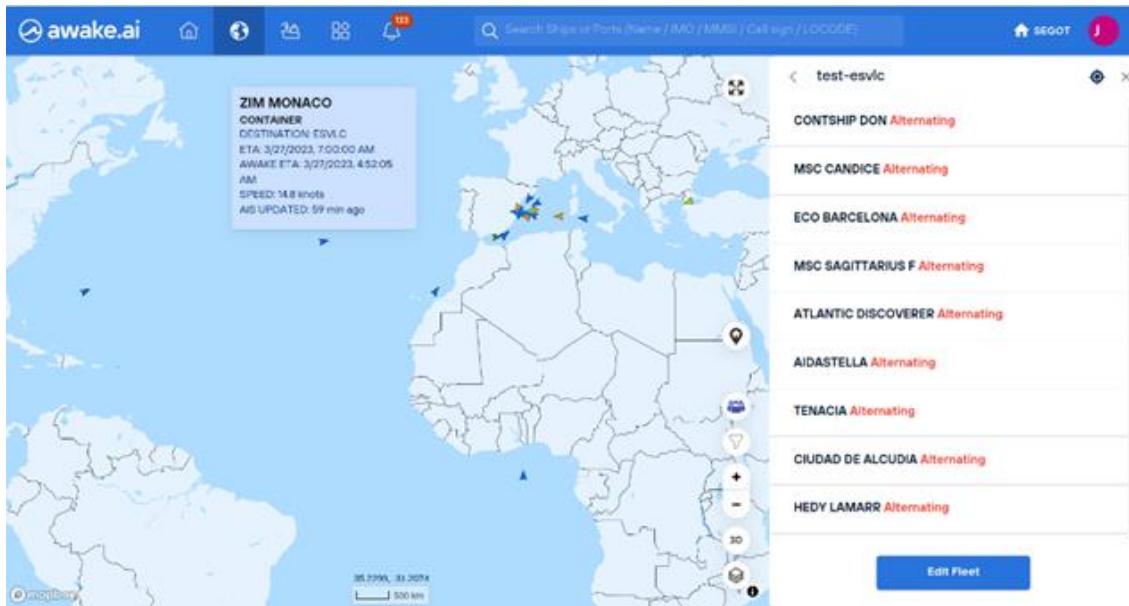 awake.ai
133
Search Ships or Ports (Name / IMO / MMSI / Call sign / LOCODE)
SEGOT
J
ZIM MONACO
CONTAINER
DESTINATION: ESVLC
ETA: 3/27/2023, 7:00:00 AM
AWAKE ETA: 3/27/2023, 4:52:05
AM
SPEED: 14.8 knots
AIS UPDATED: 59 min ago
test-esvlc
CONTSHIP DON Alternating
MSC CANDICE Alternating
ECO BARCELONA Alternating
MSC SAGITTARIUS F Alternating
ATLANTIC DISCOVERER Alternating
AIDASTELLA Alternating
TENACIA Alternating
CIUDAD DE ALCUDIA Alternating
HEDY LAMARR Alternating
Edit Fleet
3D
500 km
mapbox